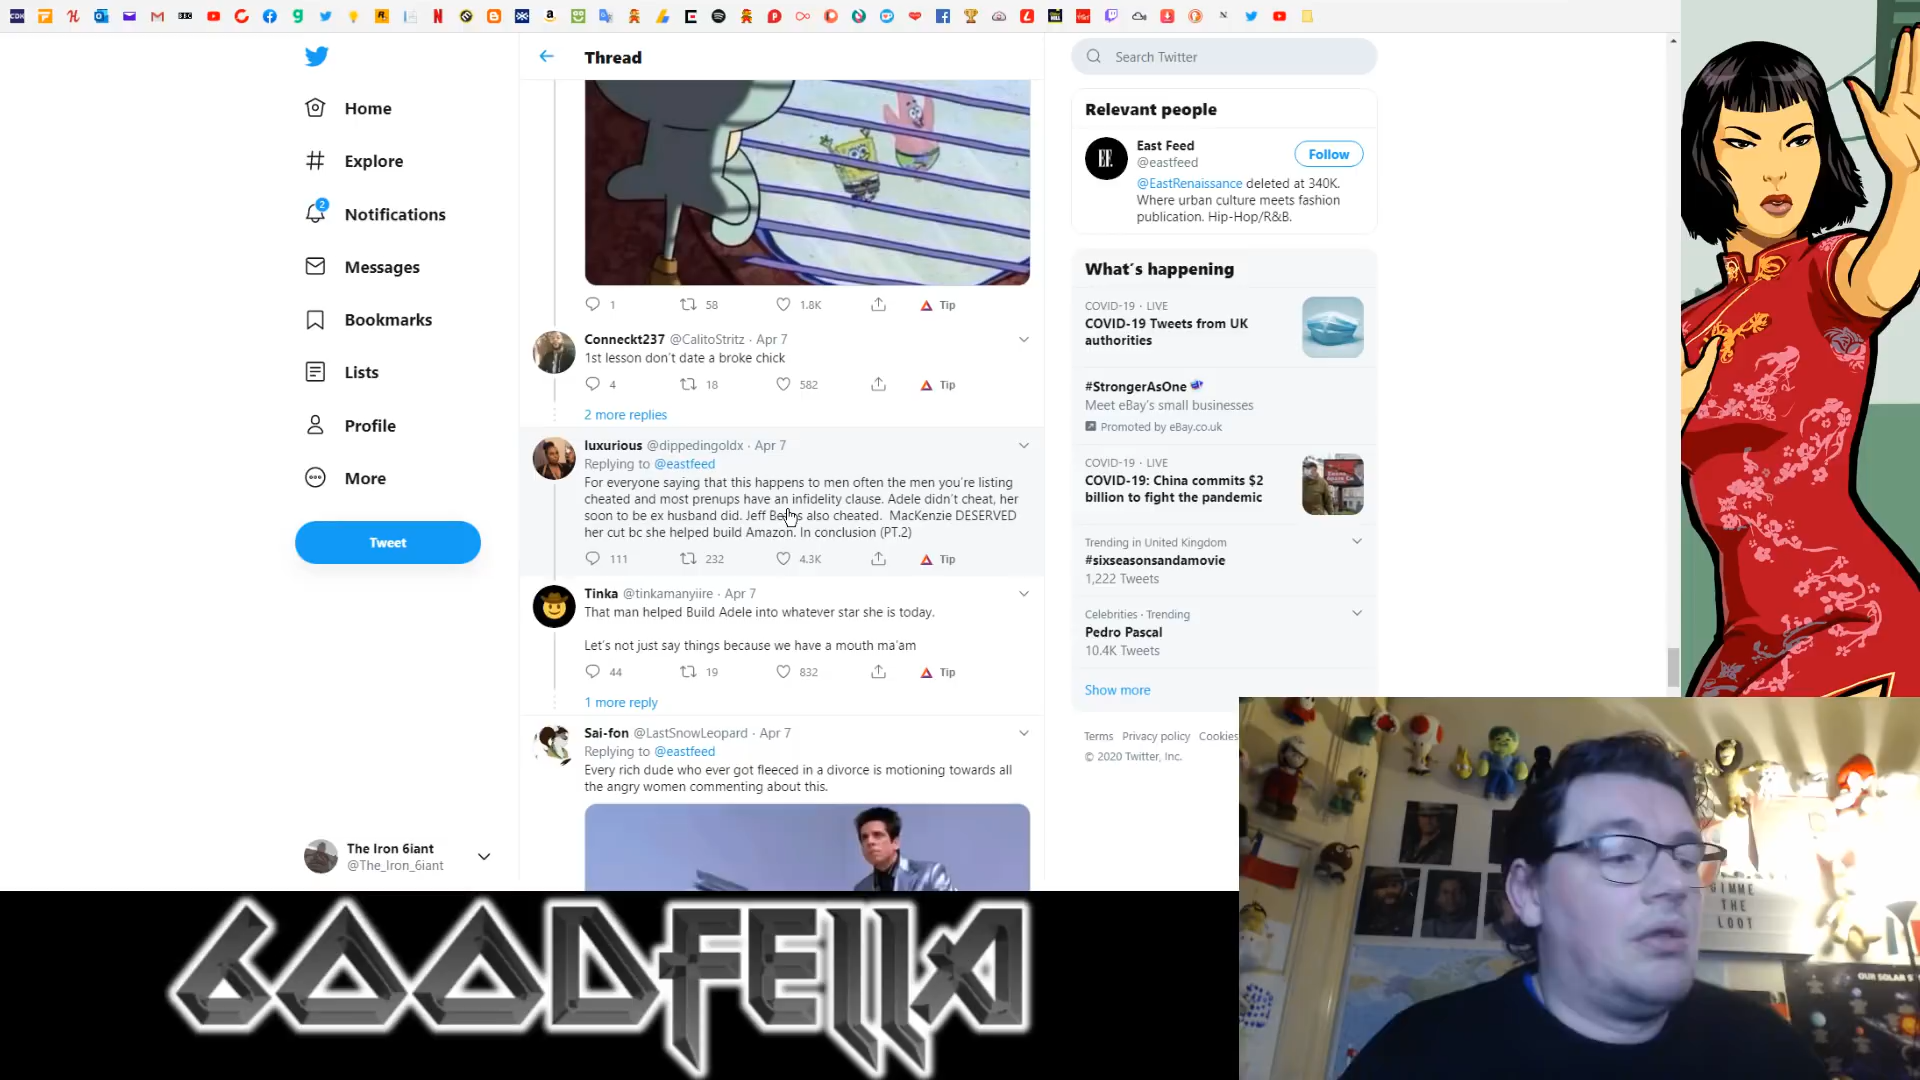 Home
Explore
2
Notifications
Messages
Bookmarks
Lists
Profile
More
Tweet
The Iron 6iant
@The_Iron_6iant
Thread
1
58
1.8K
Tip
Conneckt237 @CalitoStritz · Apr 7
1st lesson don't date a broke chick
4
18
582
Tip
2 more replies
luxurious @dippedingoldx · Apr 7
Replying to @eastfeed
For everyone saying that this happens to men often the men you're listing
cheated and most prenups have an infidelity clause. Adele didn't cheat, her
soon to be ex husband did. Jeff Be s also cheated. MacKenzie DESERVED
her cut bc she helped build Amazon. In conclusion (PT.2)
111
232
4.3K
Tip
Tinka @tinkamanyiire · Apr 7
That man helped Build Adele into whatever star she is today.
Let's not just say things because we have a mouth ma'am
44
19
832
Tip
1 more reply
Sai-fon @LastSnowLeopard · Apr 7
Replying to @eastfeed
Every rich dude who ever got fleeced in a divorce is motioning towards all
the angry women commenting about this.
Search Twitter
Relevant people
EF.
East Feed
@eastfeed
Follow
@EastRenaissance deleted at 340K.
Where urban culture meets fashion
publication. Hip-Hop/R&B.
What's happening
COVID-19 · LIVE
COVID-19 Tweets from UK
authorities
#StrongerAsOne
Meet eBay's small businesses
Promoted by eBay.co.uk
COVID-19 · LIVE
COVID-19: China commits $2
billion to fight the pandemic
Trending in United Kingdom
#sixseasonsandamovie
1,222 Tweets
Celebrities · Trending
Pedro Pascal
10.4K Tweets
Show more
Terms Privacy policy Cookies
© 2020 Twitter, Inc.
6OODFELLA
GIMME
THE
LOOT
OUR SOLAR S